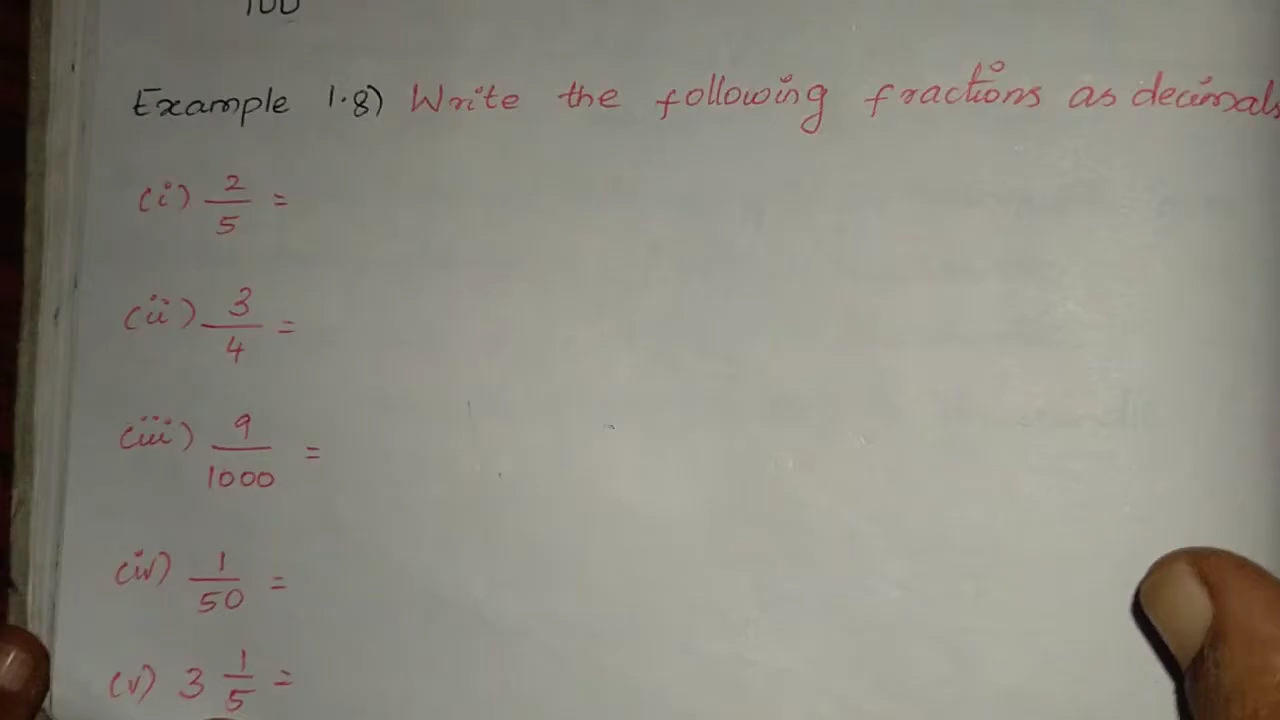 100
Example 1.8) Write the following fractions as decimals
(i) 2/5 =
(ii) 3/4 =
(iii) 9/1000 =
(iv) 1/50 =
(v) 3 1/5 =